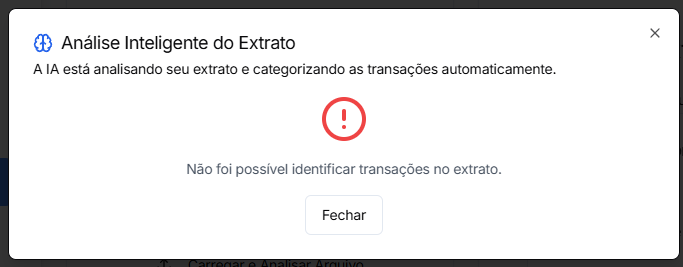 Análise Inteligente do Extrato
A IA está analisando seu extrato e categorizando as transações automaticamente.
Não foi possível identificar transações no extrato.
Fechar
Carregar e Analisar Arquivo